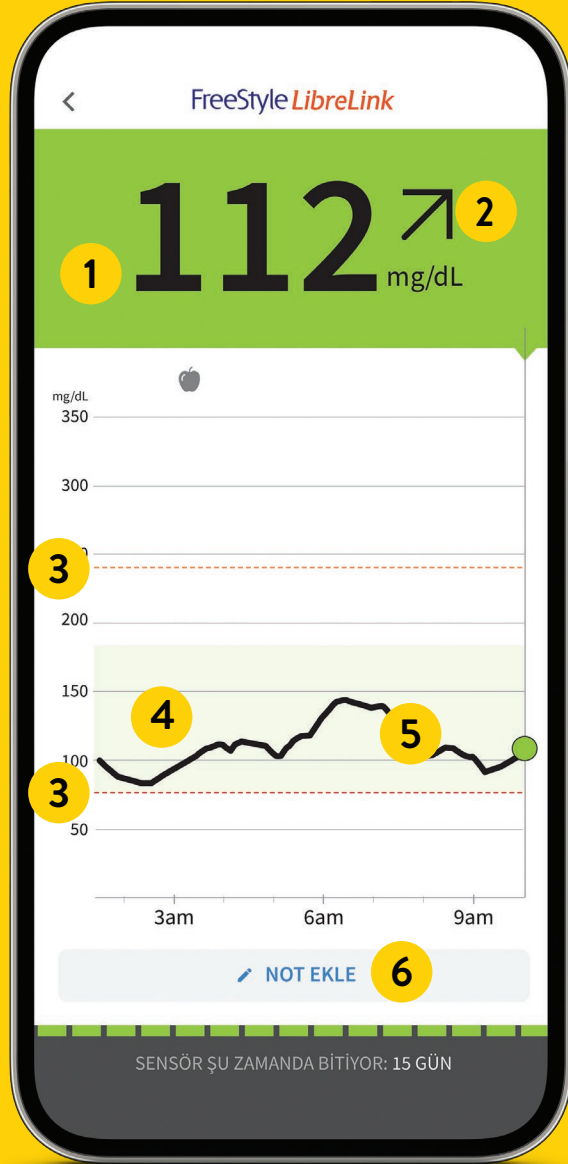 FreeStyle LibreLink
112
2
1
mg/dL
mg/dL
350
300
3
200
150
4
5
100
3
50
3am 6am 9am
NOT EKLE 6
SENSÖR ŞU ZAMANDA BİTİYOR: 15 GÜN